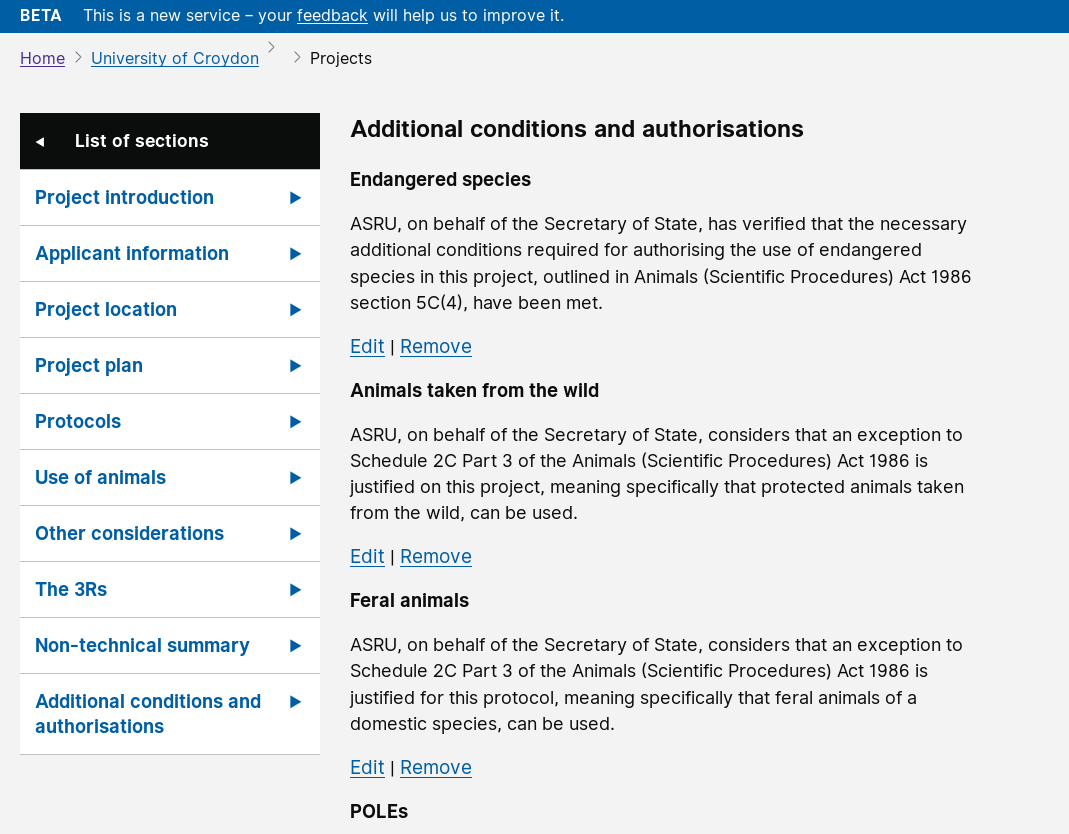 BETA This is a new service – your feedback will help us to improve it.
Home University of Croydon Projects
List of sections
Project introduction
Applicant information
Project location
Project plan
Protocols
Use of animals
Other considerations
The 3Rs
Non-technical summary
Additional conditions and
authorisations
Additional conditions and authorisations
Endangered species
ASRU, on behalf of the Secretary of State, has verified that the necessary
additional conditions required for authorising the use of endangered
species in this project, outlined in Animals (Scientific Procedures) Act 1986
section 5C(4), have been met.
Edit | Remove
Animals taken from the wild
ASRU, on behalf of the Secretary of State, considers that an exception to
Schedule 2C Part 3 of the Animals (Scientific Procedures) Act 1986 is
justified on this project, meaning specifically that protected animals taken
from the wild, can be used.
Edit | Remove
Feral animals
ASRU, on behalf of the Secretary of State, considers that an exception to
Schedule 2C Part 3 of the Animals (Scientific Procedures) Act 1986 is
justified for this protocol, meaning specifically that feral animals of a
domestic species, can be used.
Edit | Remove
POLEs